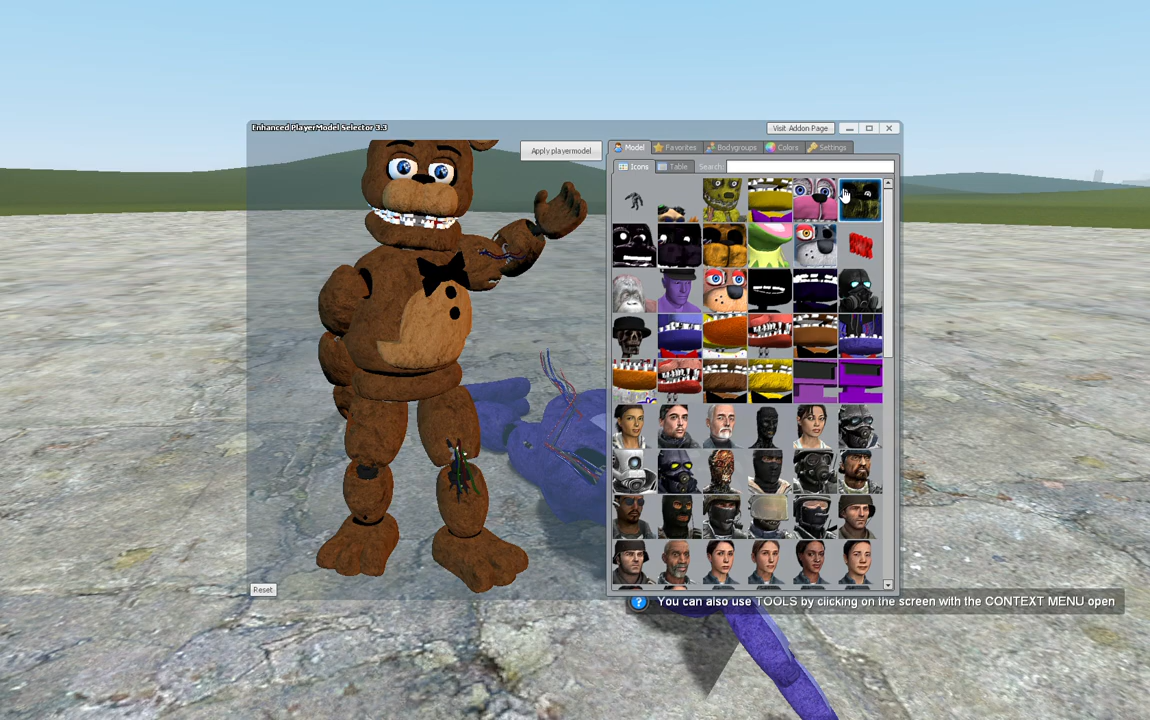 Enhanced PlayerModel Selector 3.3
Visit Addon Page
Apply playermodel
Model Favorites Bodygroups Colors Settings
Icons Table Search:
Reset
You can also use TOOLS by clicking on the screen with the CONTEXT MENU open